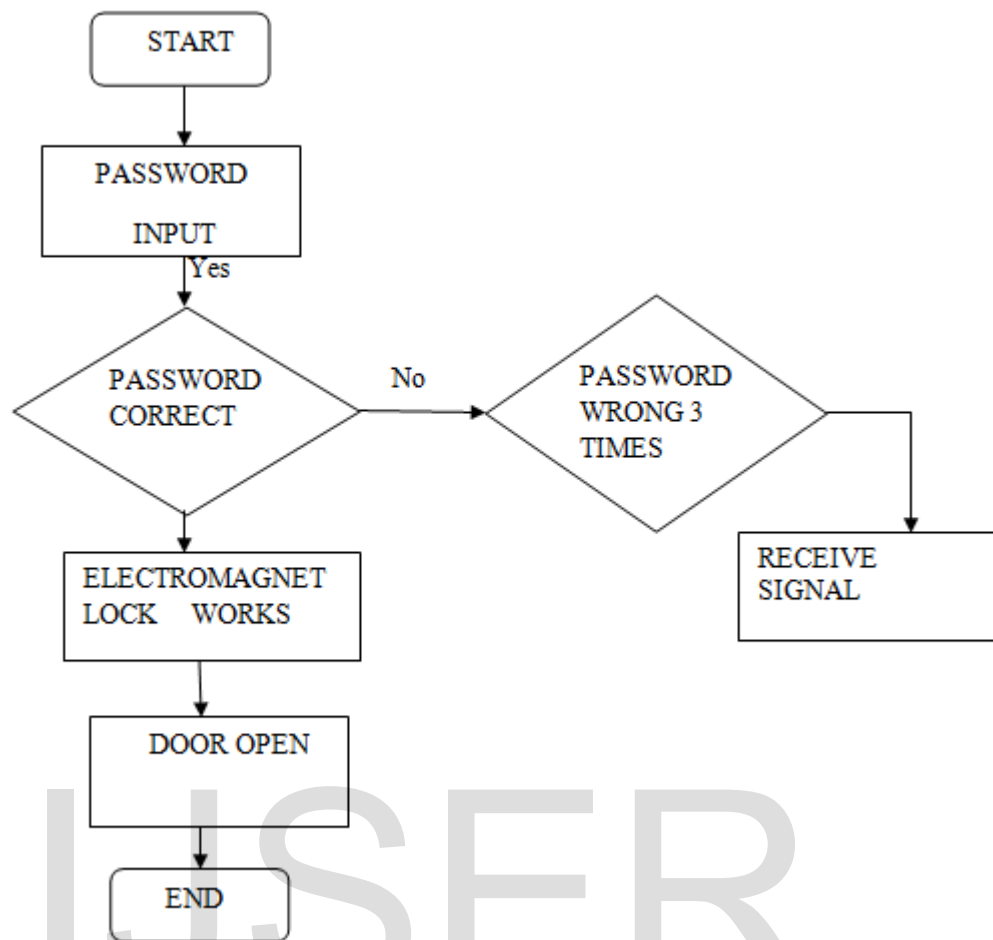 START
PASSWORD
INPUT
Yes
PASSWORD
CORRECT
No
PASSWORD
WRONG 3
TIMES
RECEIVE
SIGNAL
ELECTROMAGNET
LOCK WORKS
DOOR OPEN
END
IJSER